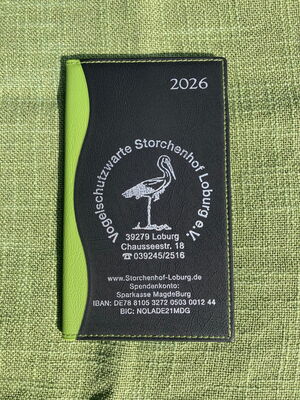 2026
Vogelschutzwarte Storchenhof Loburg e.V.
39279 Loburg
Chausseestr. 18
☎ 039245/2516
www.Storchenhof-Loburg.de
Spendenkonto:
Sparkasse MagdeBurg
IBAN: DE78 8105 3272 0503 0012 44
BIC: NOLADE21MDG